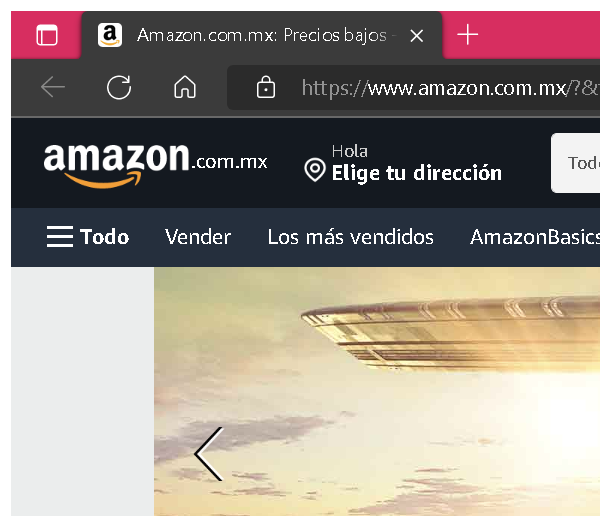 Amazon.com.mx: Precios bajos -
https://www.amazon.com.mx/?&
amazon.com.mx
Hola
Elige tu dirección
Todo Vender Los más vendidos AmazonBasics